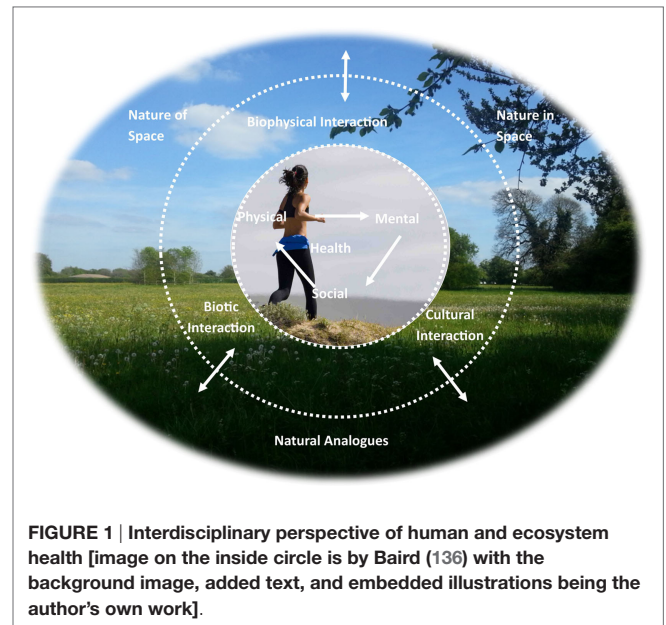 Nature of
Space
Nature in
Space
Biophysical Interaction
Physical
Mental
Health
Social
Biotic
Interaction
Cultural
Interaction
Natural Analogues
FIGURE 1 | Interdisciplinary perspective of human and ecosystem
health [image on the inside circle is by Baird (136) with the
background image, added text, and embedded illustrations being the
author's own work].